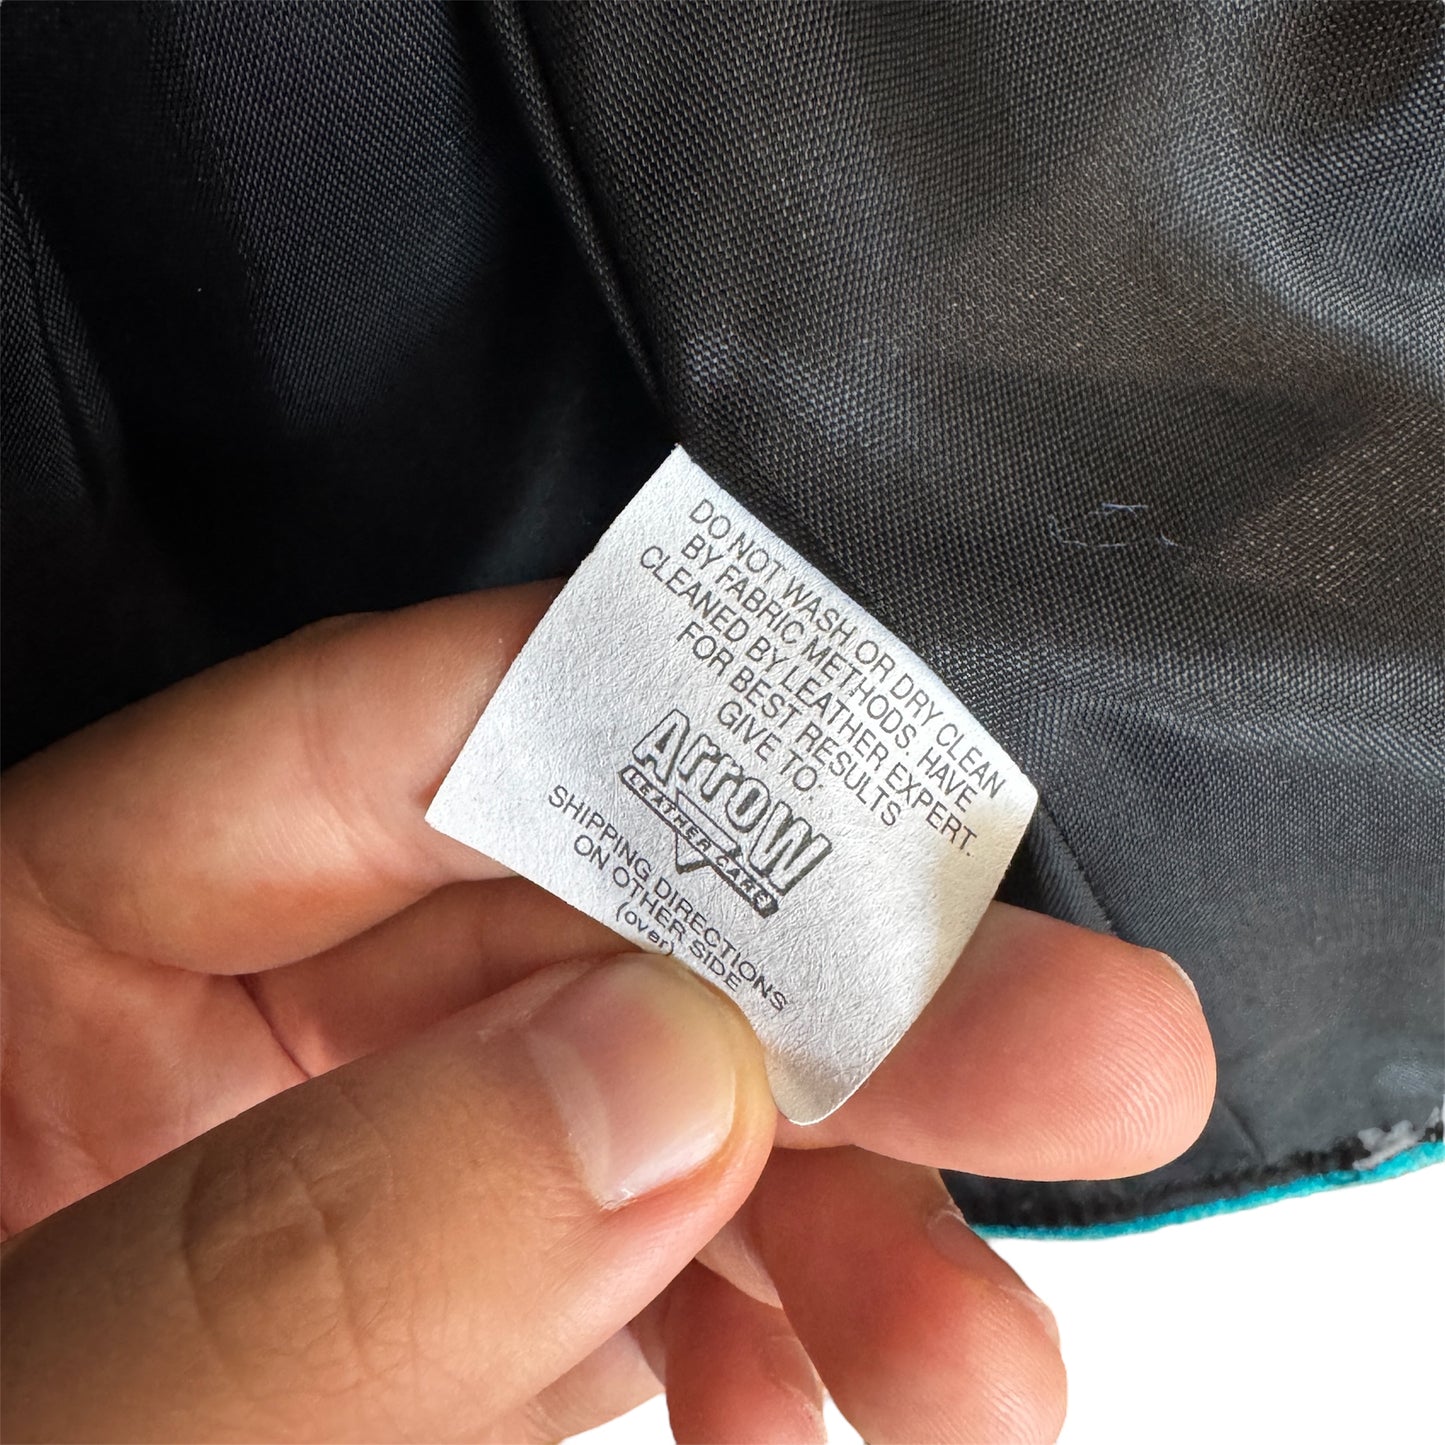 DO NOT WASH OR DRY CLEAN
BY FABRIC METHODS. HAVE
CLEANED BY LEATHER EXPERT.
FOR BEST RESULTS
GIVE TO:
Arrow
LEATHER CARE
SHIPPING DIRECTIONS
ON OTHER SIDE
(over)